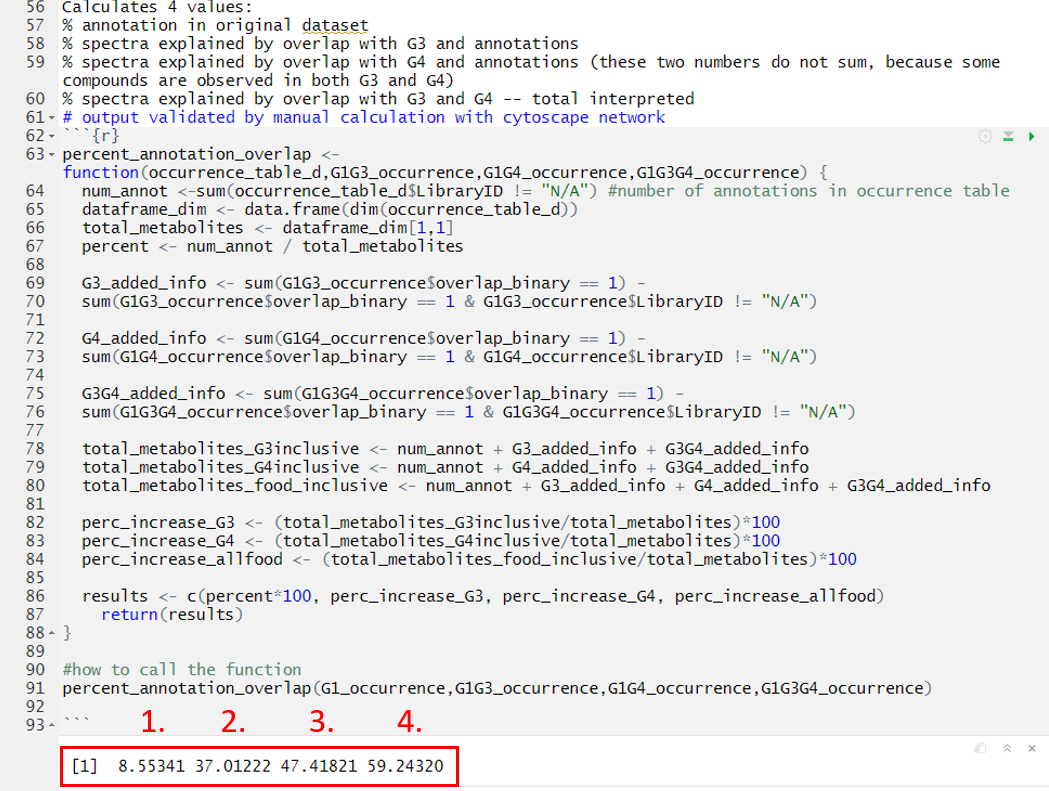 56 Calculates 4 values:
57 % annotation in original dataset
58 % spectra explained by overlap with G3 and annotations
59 % spectra explained by overlap with G4 and annotations (these two numbers do not sum, because some
compounds are observed in both G3 and G4)
60 % spectra explained by overlap with G3 and G4 -- total interpreted
61 # output validated by manual calculation with cytoscape network
62 ```{r}
63 percent_annotation_overlap <-
function(occurrence_table_d,G1G3_occurrence,G1G4_occurrence,G1G3G4_occurrence) {
64 num_annot <-sum(occurrence_table_d$LibraryID != "N/A") #number of annotations in occurrence table
65 dataframe_dim <- data.frame(dim(occurrence_table_d))
66 total_metabolites <- dataframe_dim[1,1]
67 percent <- num_annot / total_metabolites
68
69 G3_added_info <- sum(G1G3_occurrence$overlap_binary == 1) -
70 sum(G1G3_occurrence$overlap_binary == 1 & G1G3_occurrence$LibraryID != "N/A")
71
72 G4_added_info <- sum(G1G4_occurrence$overlap_binary == 1) -
73 sum(G1G4_occurrence$overlap_binary == 1 & G1G4_occurrence$LibraryID != "N/A")
74
75 G3G4_added_info <- sum(G1G3G4_occurrence$overlap_binary == 1) -
76 sum(G1G3G4_occurrence$overlap_binary == 1 & G1G3G4_occurrence$LibraryID != "N/A")
77
78 total_metabolites_G3inclusive <- num_annot + G3_added_info + G3G4_added_info
79 total_metabolites_G4inclusive <- num_annot + G4_added_info + G3G4_added_info
80 total_metabolites_food_inclusive <- num_annot + G3_added_info + G4_added_info + G3G4_added_info
81
82 perc_increase_G3 <- (total_metabolites_G3inclusive/total_metabolites)*100
83 perc_increase_G4 <- (total_metabolites_G4inclusive/total_metabolites)*100
84 perc_increase_allfood <- (total_metabolites_food_inclusive/total_metabolites)*100
85
86 results <- c(percent*100, perc_increase_G3, perc_increase_G4, perc_increase_allfood)
87 return(results)
88 }
89
90 #how to call the function
91 percent_annotation_overlap(G1_occurrence,G1G3_occurrence,G1G4_occurrence,G1G3G4_occurrence)
92
93 ```
1. 2. 3. 4.
[1] 8.55341 37.01222 47.41821 59.24320